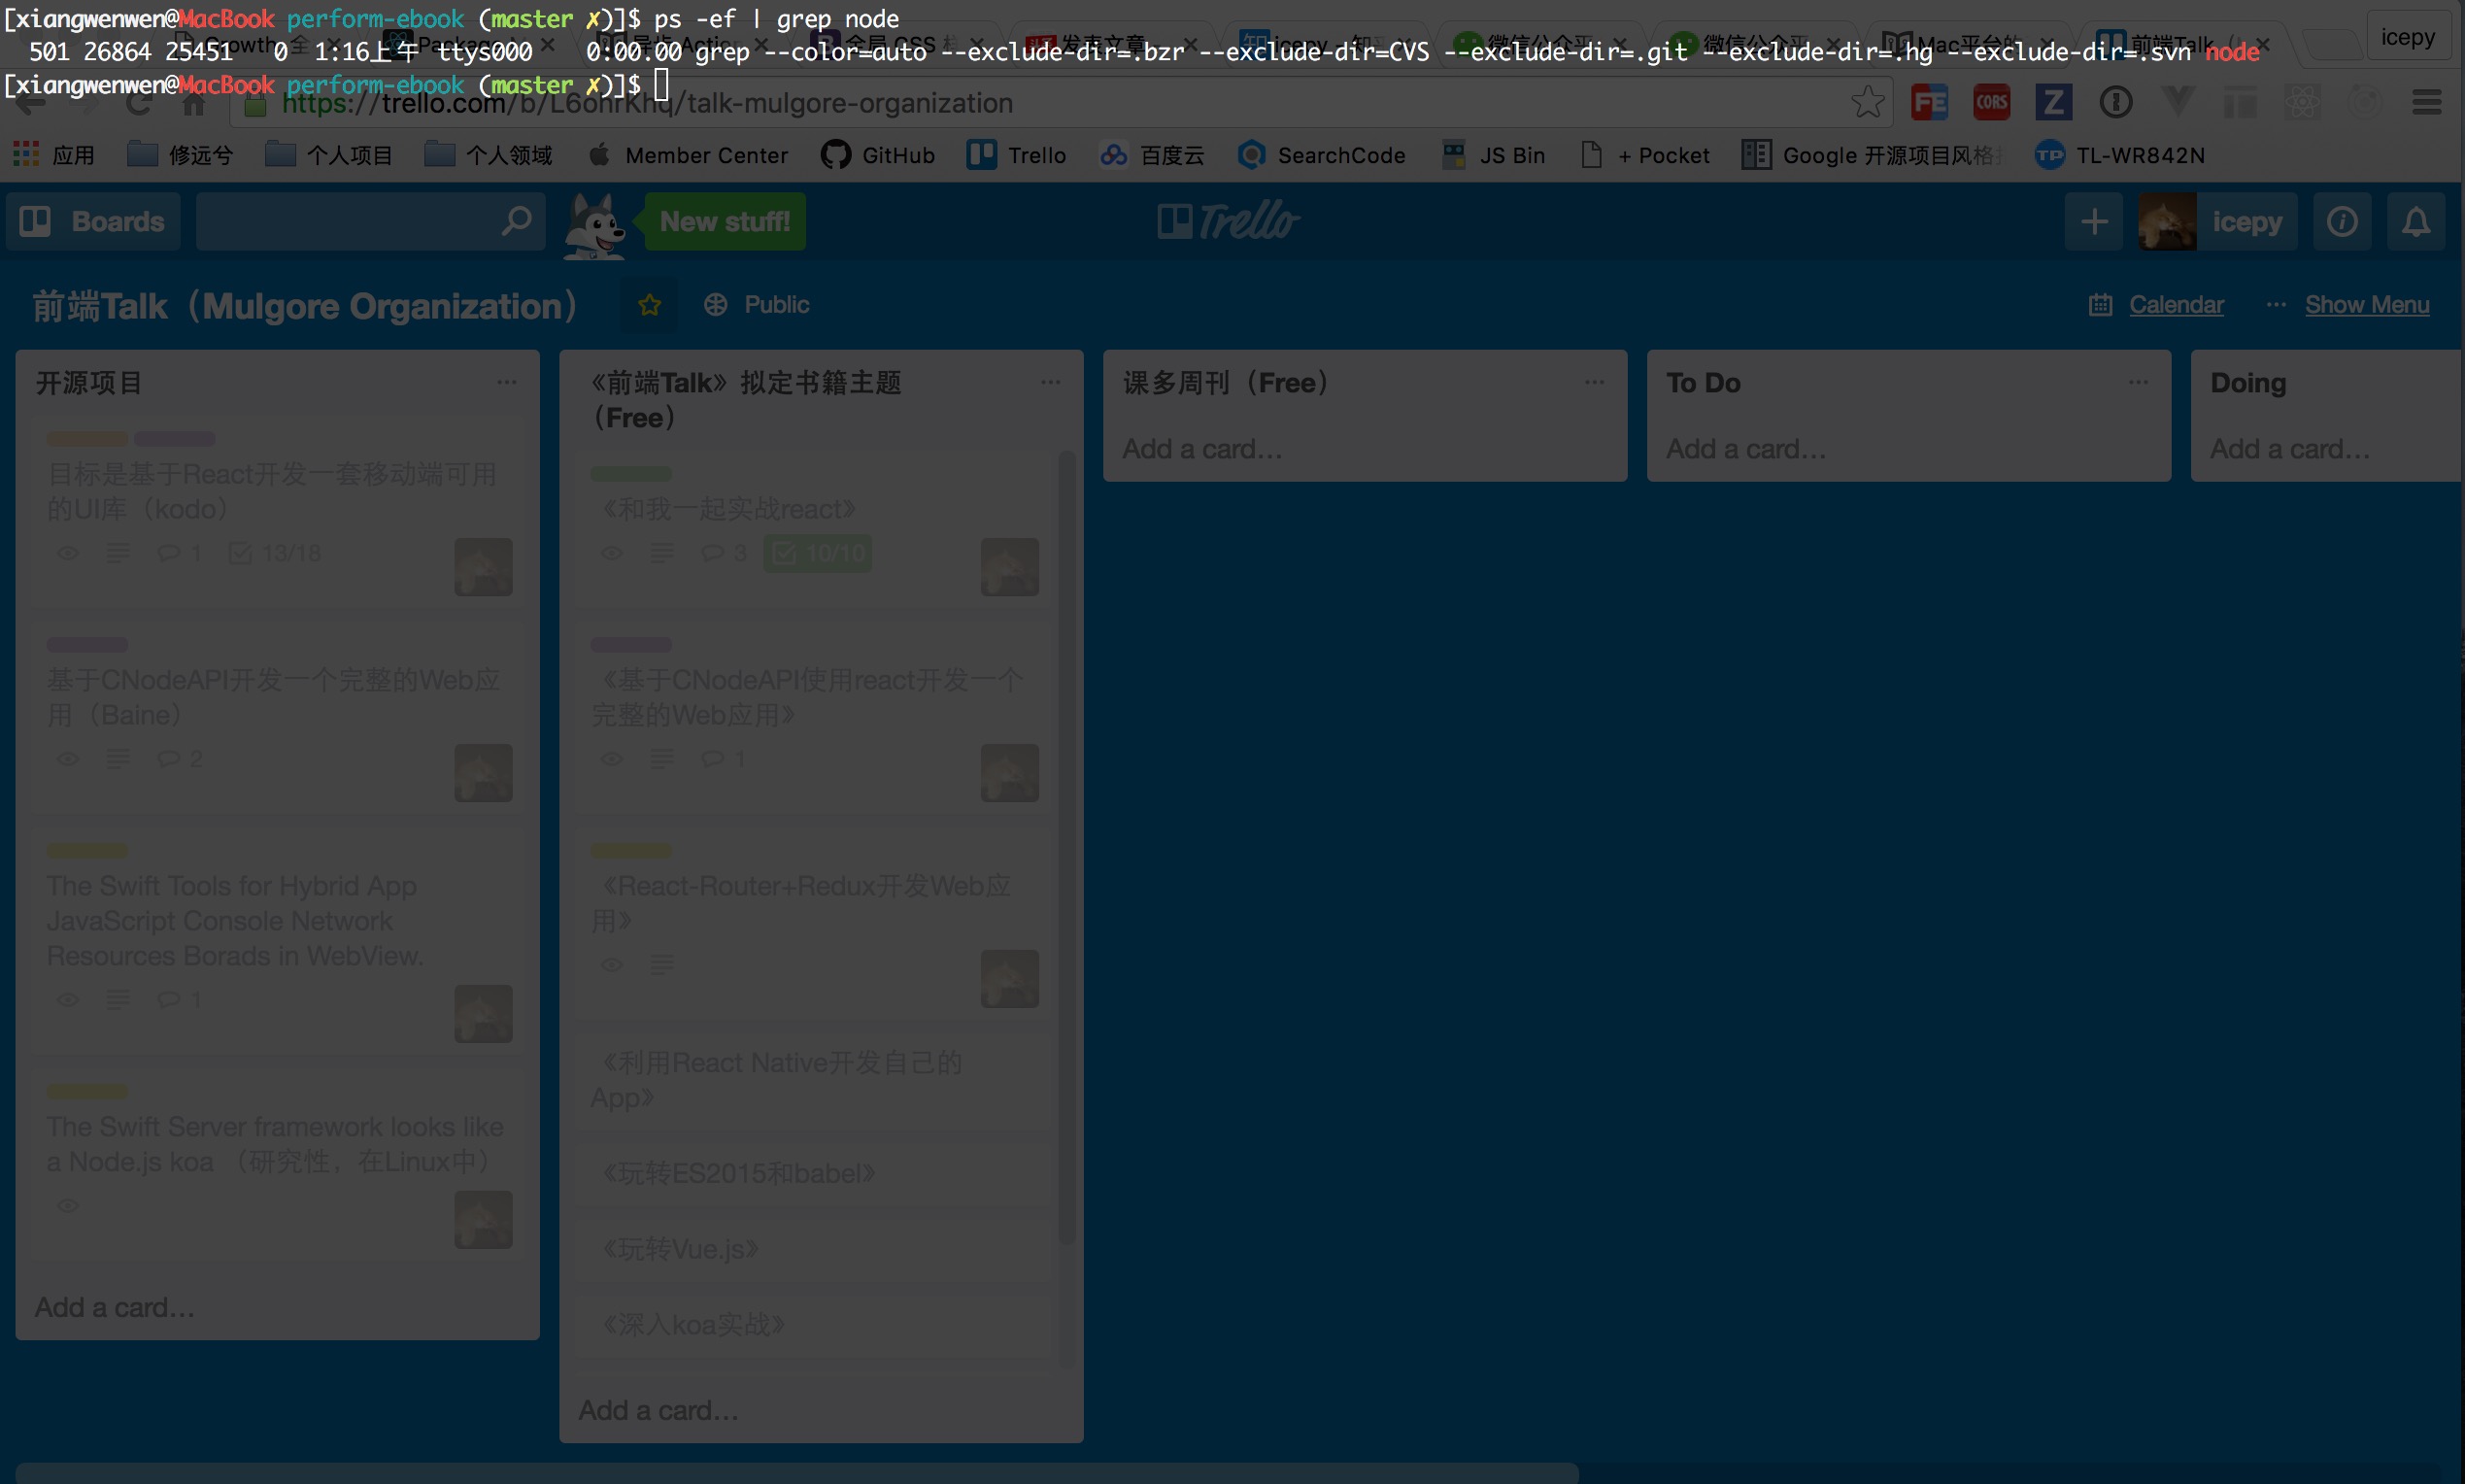 [xiangwenwen@MacBook perform-ebook (master ✗)]$ ps -ef | grep node
501 26864 25451 0 1:16上午 ttys000 0:00.00 grep --color=auto --exclude-dir=.bzr --exclude-dir=CVS --exclude-dir=.git --exclude-dir=.hg --exclude-dir=.svn node
[xiangwenwen@MacBook perform-ebook (master ✗)]$
icepy
https://trello.com/b/L6ohrKhq/talk-mulgore-organization
应用 修远兮 个人项目 个人领域 Member Center GitHub Trello 百度云 SearchCode JS Bin + Pocket Google 开源项目风格 TL-WR842N
Boards New stuff! Trello icepy
前端Talk（Mulgore Organization） Public Calendar ... Show Menu
开源项目
目标是基于React开发一套移动端可用
的UI库（kodo）
1 13/18
基于CNodeAPI开发一个完整的Web应
用（Baine）
2
The Swift Tools for Hybrid App
JavaScript Console Network
Resources Borads in WebView.
1
The Swift Server framework looks like
a Node.js koa （研究性，在Linux中）
Add a card…
《前端Talk》拟定书籍主题
（Free）
《和我一起实战react》
3 10/10
《基于CNodeAPI使用react开发一个
完整的Web应用》
1
《React-Router+Redux开发Web应
用》
《利用React Native开发自己的
App》
《玩转ES2015和babel》
《玩转Vue.js》
《深入koa实战》
Add a card…
课多周刊（Free）
Add a card…
To Do
Add a card…
Doing
Add a card…